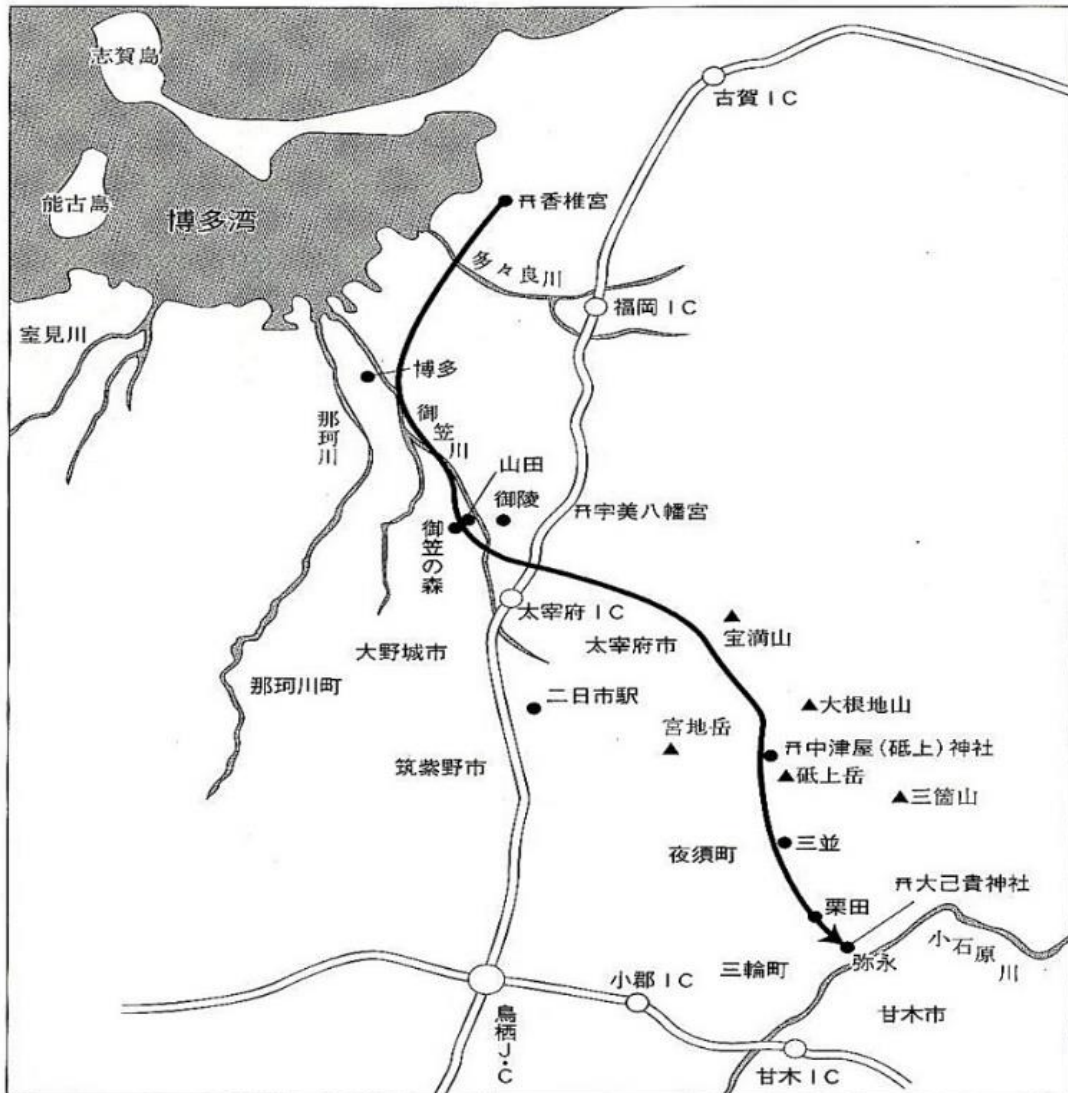 志賀島
古賀IC
能古島
博多湾
香椎宮
多々良川
福岡IC
室見川
博多
御笠川
那珂川
山田
御陵
宇美八幡宮
御笠の森
太宰府IC
宝満山
太宰府市
大野城市
那珂川町
二日市駅
大根地山
宮地岳
中津屋(砥上)神社
筑紫野市
砥上岳
三箇山
三並
夜須町
大己貴神社
栗田
小石原川
弥永
三輪町
小郡IC
甘木市
鳥栖J・C
甘木IC